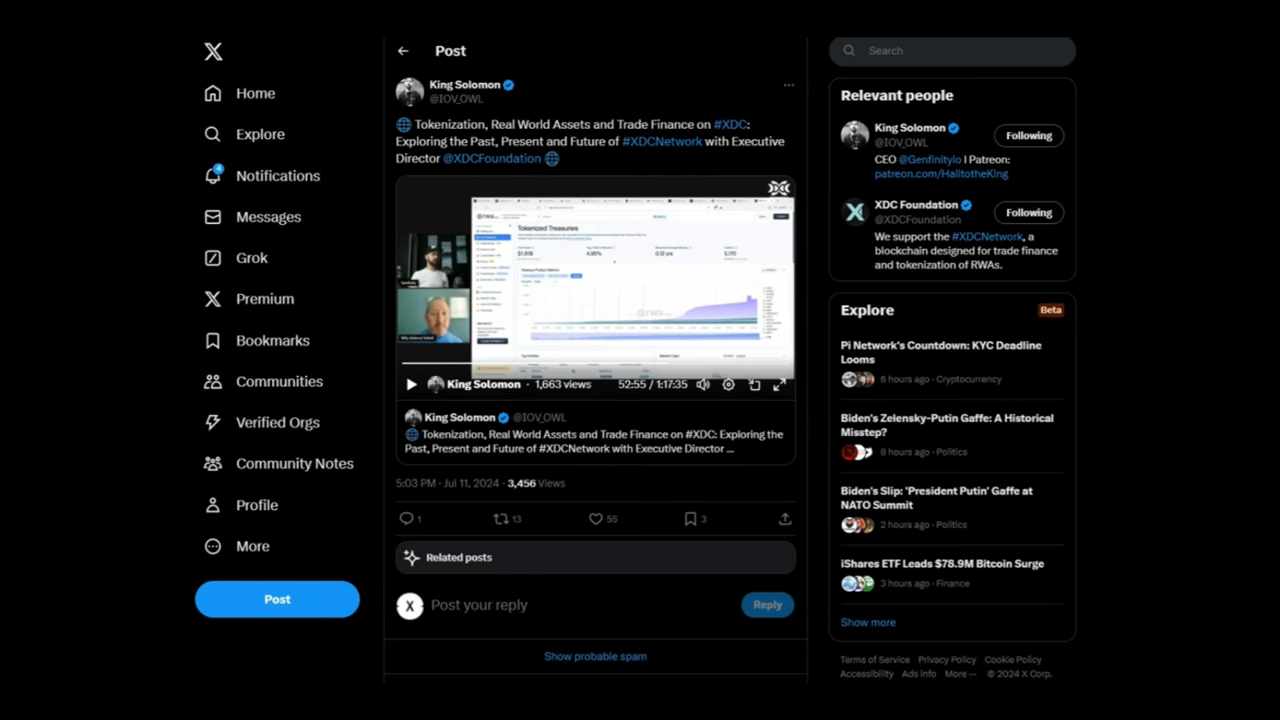 Home
Explore
4
Notifications
Messages
Grok
Premium
Bookmarks
Communities
Verified Orgs
Community Notes
Profile
More
Post
Post
King Solomon
@IOV_OWL
Tokenization, Real World Assets and Trade Finance on #XDC:
Exploring the Past, Present and Future of #XDCNetwork with Executive
Director @XDCFoundation
Tokenized Treasuries
King Solomon · 1,663 views
52:55 / 1:17:35
King Solomon @IOV_OWL
Tokenization, Real World Assets and Trade Finance on #XDC: Exploring the
Past, Present and Future of #XDCNetwork with Executive Director ...
5:03 PM · Jul 11, 2024 · 3,456 Views
1
13
55
3
Related posts
X
Post your reply
Reply
Show probable spam
Search
Relevant people
King Solomon
@IOV_OWL
Following
CEO @GenfinityIo | Patreon:
patreon.com/HailtotheKing
XDC Foundation
@XDCFoundation
Following
We support the #XDCNetwork, a
blockchain designed for trade finance
and tokenization of RWAs.
Explore
Beta
Pi Network's Countdown: KYC Deadline
Looms
6 hours ago · Cryptocurrency
Biden's Zelensky-Putin Gaffe: A Historical
Misstep?
8 hours ago · Politics
Biden's Slip: 'President Putin' Gaffe at
NATO Summit
2 hours ago · Politics
iShares ETF Leads $78.9M Bitcoin Surge
3 hours ago · Finance
Show more
Terms of Service Privacy Policy Cookie Policy
Accessibility Ads info More ··· © 2024 X Corp.